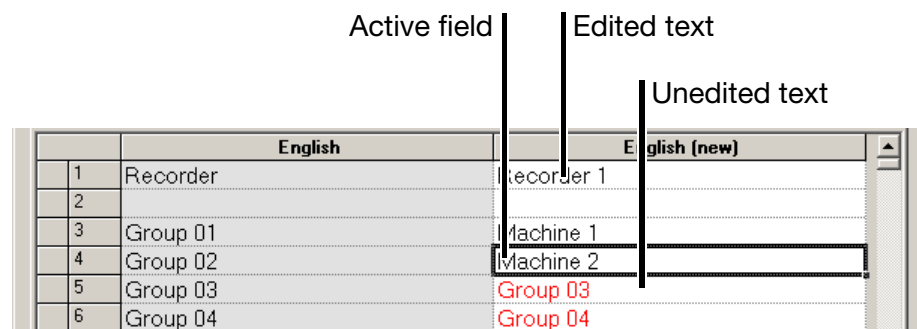 Active field Edited text
Unedited text
English English (new)
1 Recorder Recorder 1
2
3 Group 01 Machine 1
4 Group 02 Machine 2
5 Group 03 Group 03
6 Group 04 Group 04